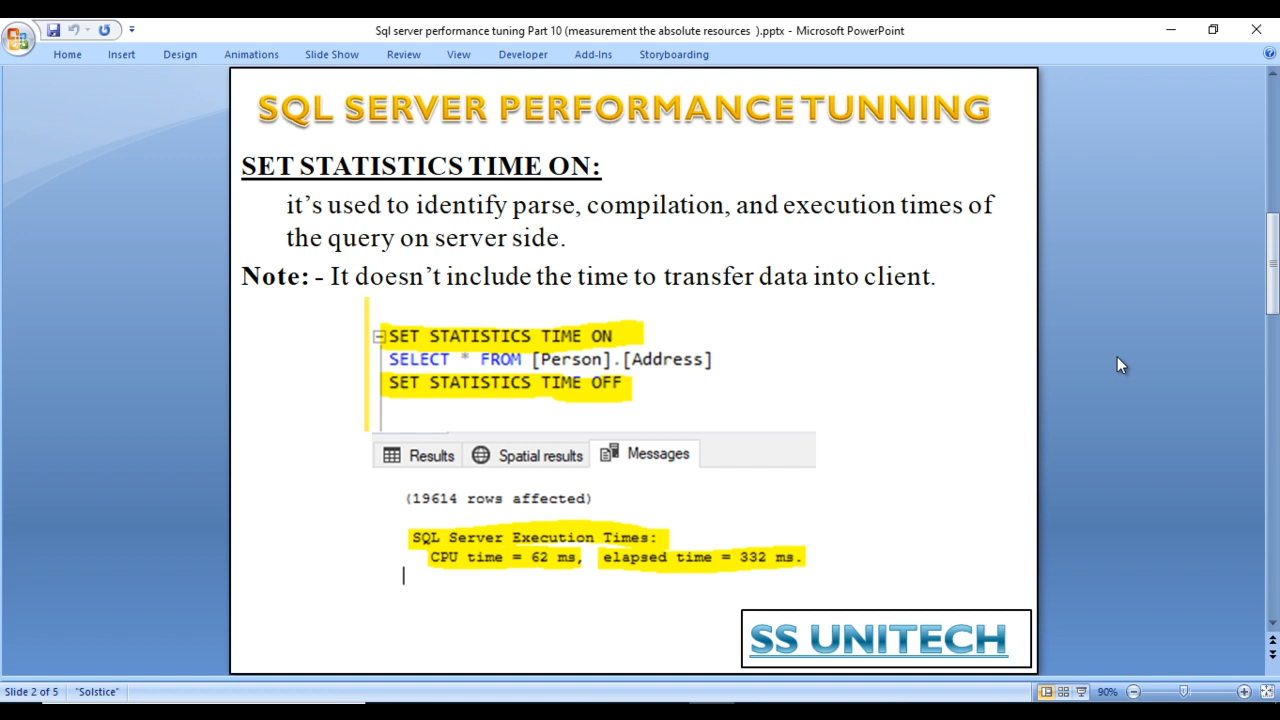 Sql server performance tuning Part 10 (measurement the absolute resources ).pptx - Microsoft PowerPoint
Home Insert Design Animations Slide Show Review View Developer Add-Ins Storyboarding
SQL SERVER PERFORMANCE TUNNING
SET STATISTICS TIME ON:
it’s used to identify parse, compilation, and execution times of
the query on server side.
Note: - It doesn’t include the time to transfer data into client.
SET STATISTICS TIME ON
SELECT * FROM [Person].[Address]
SET STATISTICS TIME OFF
Results Spatial results Messages
(19614 rows affected)
SQL Server Execution Times:
CPU time = 62 ms, elapsed time = 332 ms.
SS UNITECH
Slide 2 of 5 "Solstice" 90%